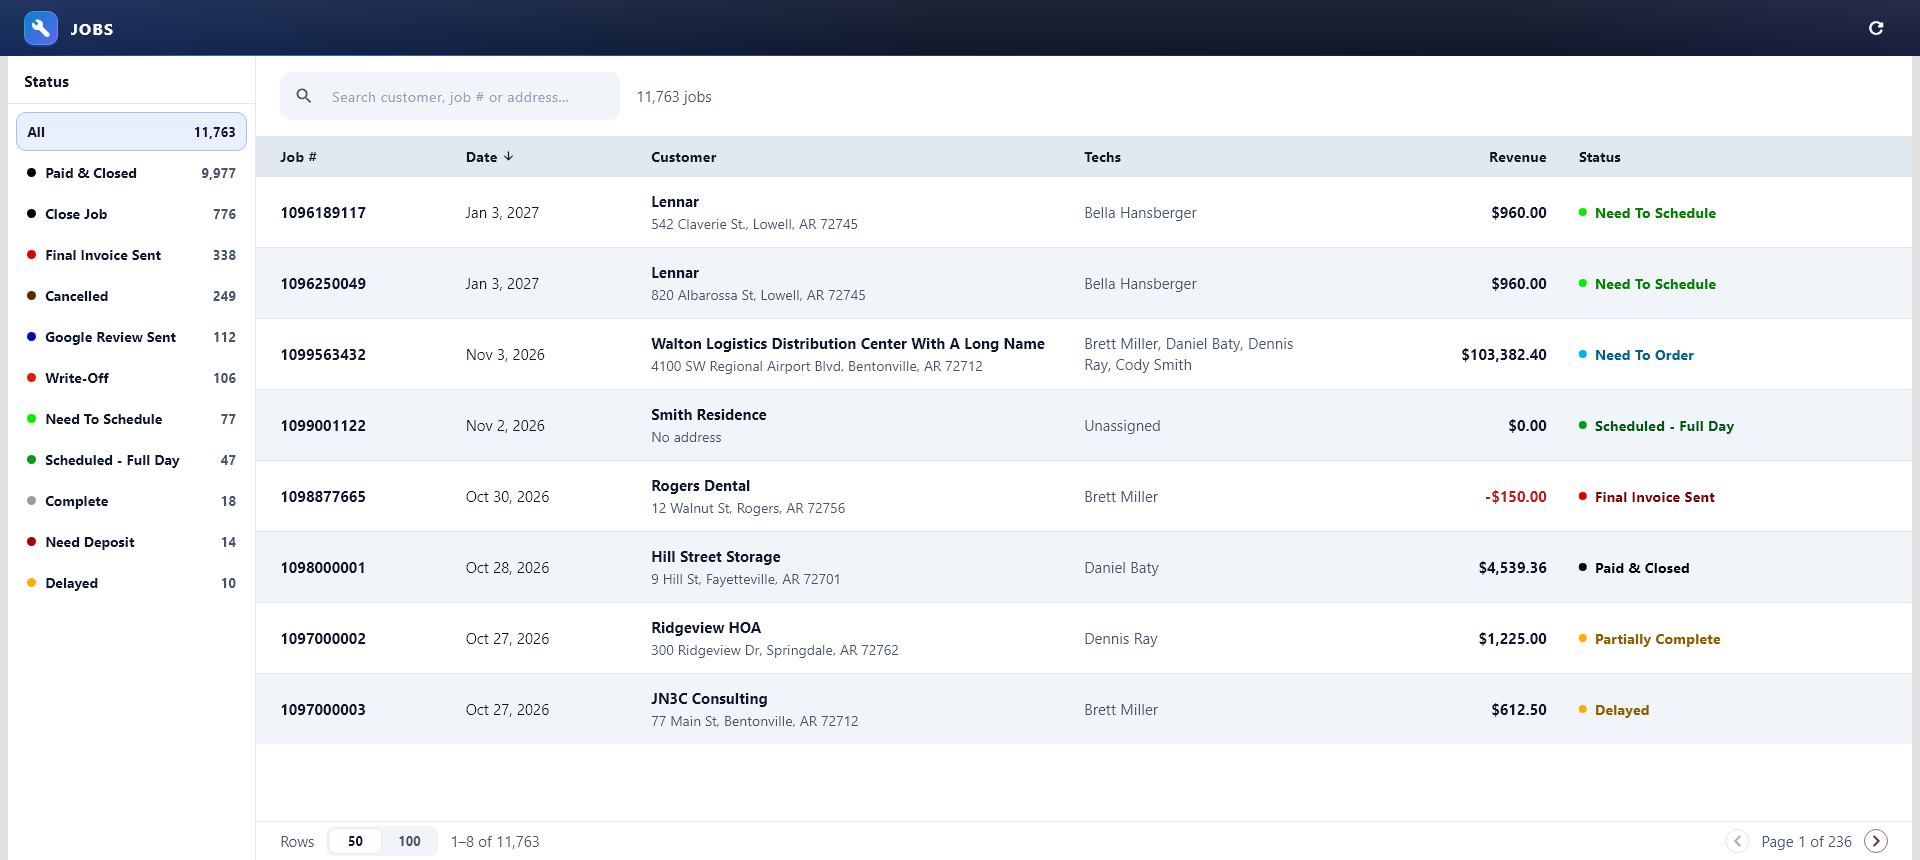 JOBS
Status
All 11,763
Paid & Closed 9,977
Close Job 776
Final Invoice Sent 338
Cancelled 249
Google Review Sent 112
Write-Off 106
Need To Schedule 77
Scheduled - Full Day 47
Complete 18
Need Deposit 14
Delayed 10
Search customer, job # or address... 11,763 jobs
Job # Date Customer Techs Revenue Status
1096189117 Jan 3, 2027 Lennar Bella Hansberger $960.00 Need To Schedule
542 Claverie St., Lowell, AR 72745
1096250049 Jan 3, 2027 Lennar Bella Hansberger $960.00 Need To Schedule
820 Albarossa St, Lowell, AR 72745
1099563432 Nov 3, 2026 Walton Logistics Distribution Center With A Long Name Brett Miller, Daniel Baty, Dennis $103,382.40 Need To Order
4100 SW Regional Airport Blvd, Bentonville, AR 72712 Ray, Cody Smith
1099001122 Nov 2, 2026 Smith Residence Unassigned $0.00 Scheduled - Full Day
No address
1098877665 Oct 30, 2026 Rogers Dental Brett Miller -$150.00 Final Invoice Sent
12 Walnut St, Rogers, AR 72756
1098000001 Oct 28, 2026 Hill Street Storage Daniel Baty $4,539.36 Paid & Closed
9 Hill St, Fayetteville, AR 72701
1097000002 Oct 27, 2026 Ridgeview HOA Dennis Ray $1,225.00 Partially Complete
300 Ridgeview Dr, Springdale, AR 72762
1097000003 Oct 27, 2026 JN3C Consulting Brett Miller $612.50 Delayed
77 Main St, Bentonville, AR 72712
Rows 50 100 1–8 of 11,763 Page 1 of 236